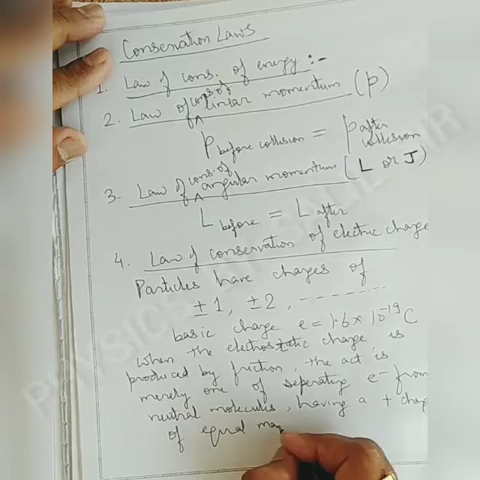 Conservation Laws
1. Law of cons. of energy :-
2. Law of cons. of linear momentum (p)
P before collision = P after collision
3. Law of cons. of angular momentum (L or J)
L before = L after
4. Law of conservation of electric charge
Particles have charges of
±1, ±2, -------
basic charge e = 1.6 × 10⁻¹⁹ C
when the electrostatic charge is
produced by friction, the act is
merely one of seperating e⁻ from
neutral molecules, having a + charge
of equal mag